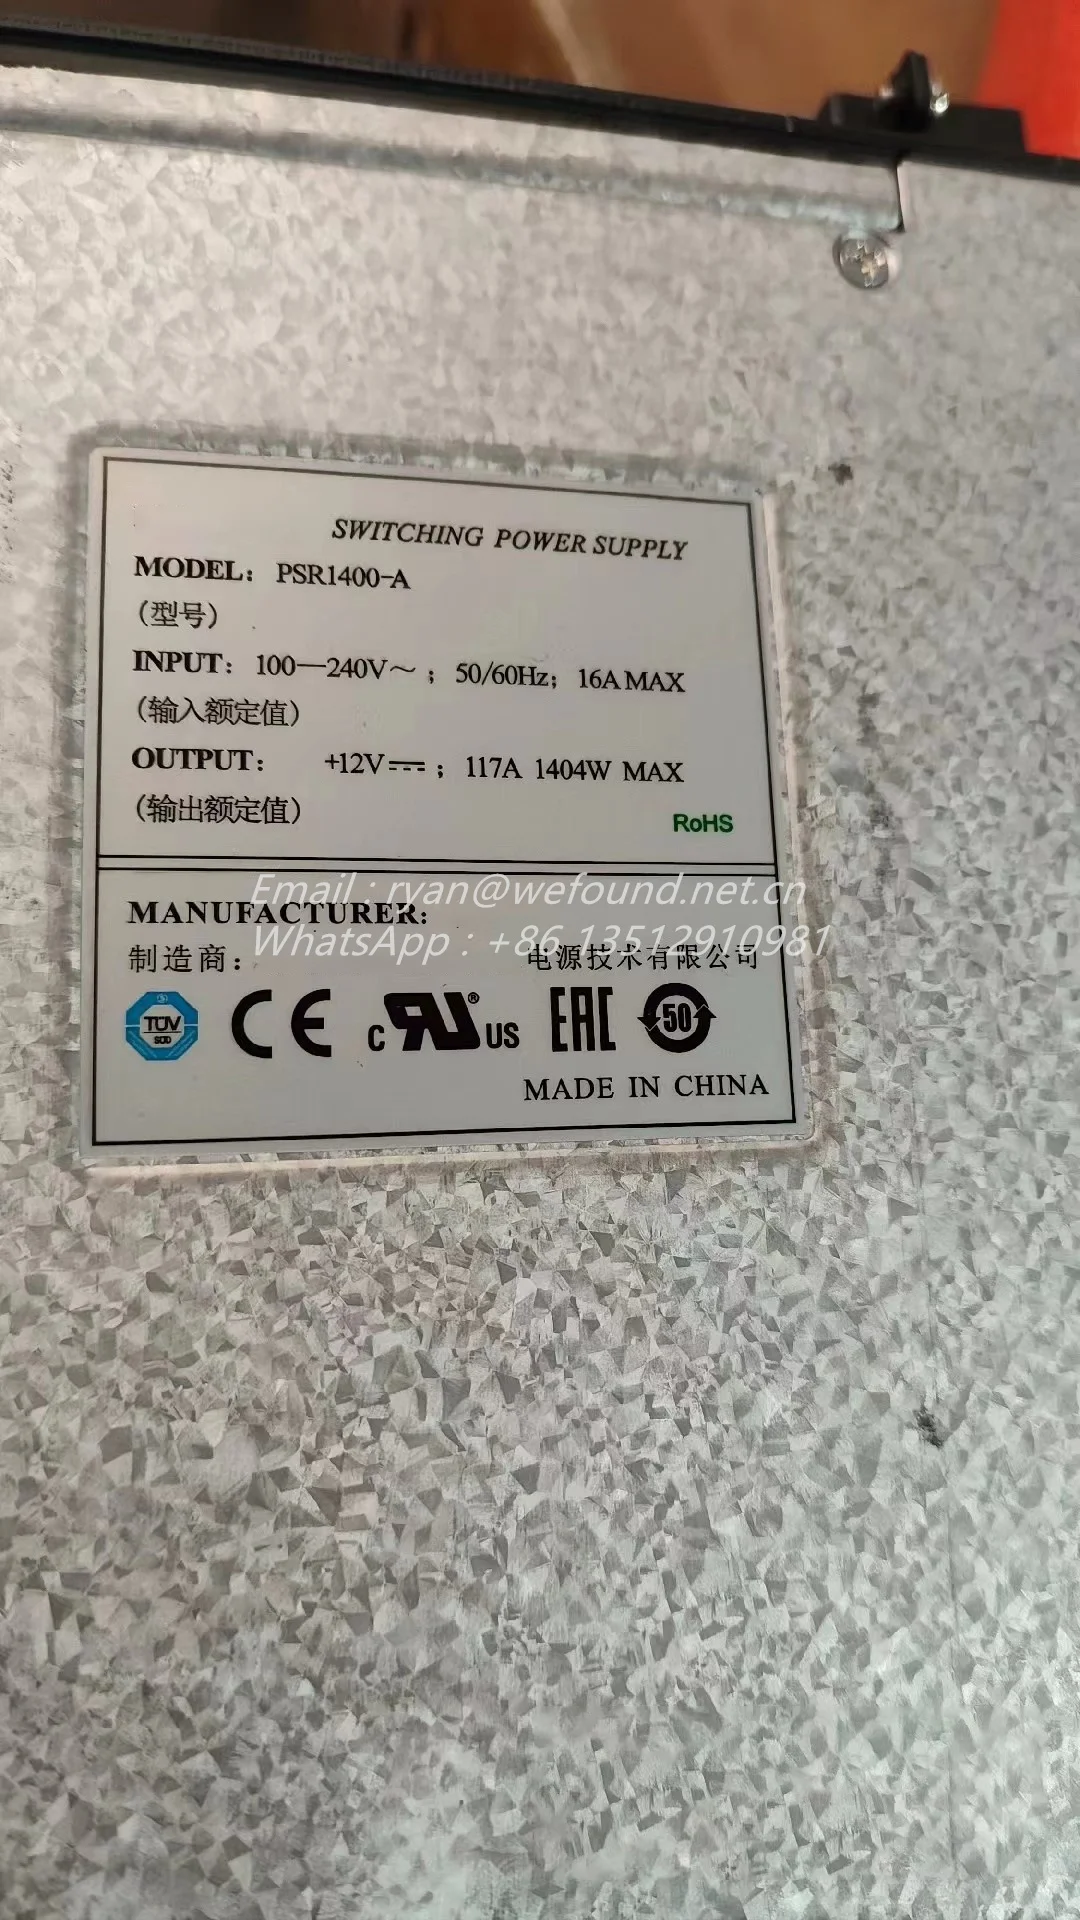 SWITCHING POWER SUPPLY
MODEL: PSR1400-A
(型号)
INPUT: 100—240V～ ; 50/60Hz; 16A MAX
(输入额定值)
OUTPUT: +12V⎓ ; 117A 1404W MAX
(输出额定值)
RoHS
Email : ryan@wefound.net.cn
MANUFACTURER:
WhatsApp : +86 13512910981
制造商: 电源技术有限公司
TÜV
SÜD
CE
c RU ® US
EAC
50
MADE IN CHINA